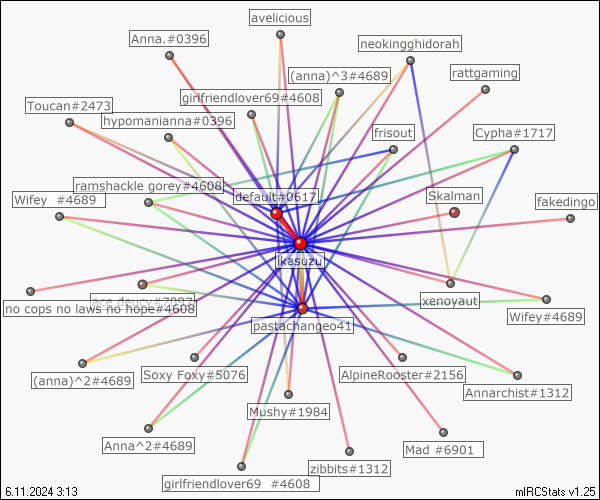 avelicious
Anna.#0396
neokingghidorah
(anna)^3#4689
rattgaming
girlfriendlover69#4608
Toucan#2473
hypomanianna#0396
frisout
Cypha#1717
ramshackle gorey#4608
default#0617
Skalman
Wifey #4689
fakedingo
ikasuzu
ace deucy#7097
xenoyaut
no cops no laws no hope#4608
Wifey#4689
pastachangeo41
(anna)^2#4689
Soxy Foxy#5076
AlpineRooster#2156
Annarchist#1312
Mushy#1984
Anna^2#4689
Mad #6901
zibbits#1312
girlfriendlover69 #4608
6.11.2024 3:13
mIRCStats v1.25